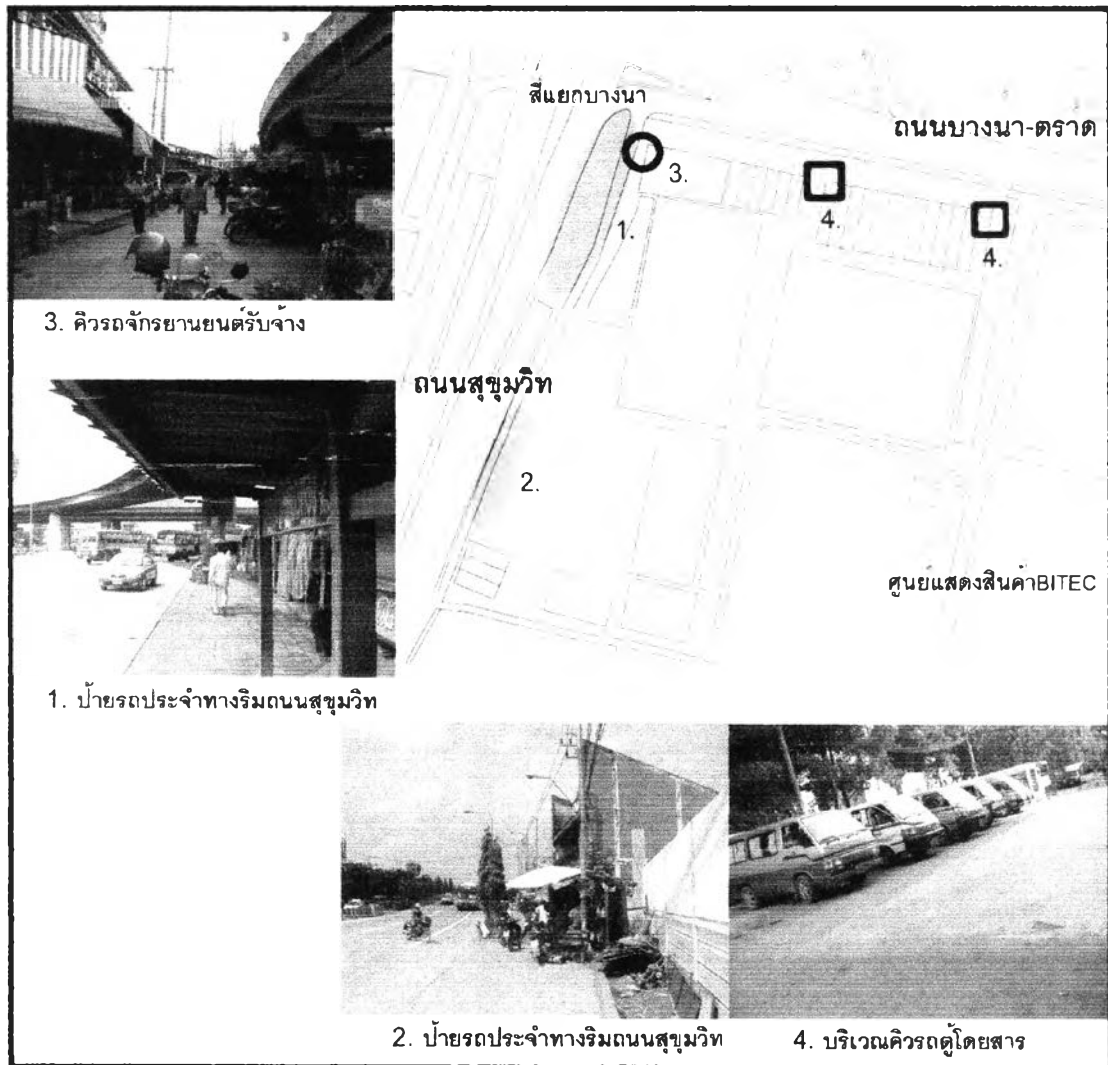 สี่แยกบางนา
ถนนบางนา-ตราด
3.
4.
1.
4.
3. คิวรถจักรยานยนต์รับจ้าง
ถนนสุขุมวิท
2.
ศูนย์แสดงสินค้าBITEC
1. ป้ายรถประจำทางริมถนนสุขุมวิท
2. ป้ายรถประจำทางริมถนนสุขุมวิท
4. บริเวณคิวรถตู้โดยสาร